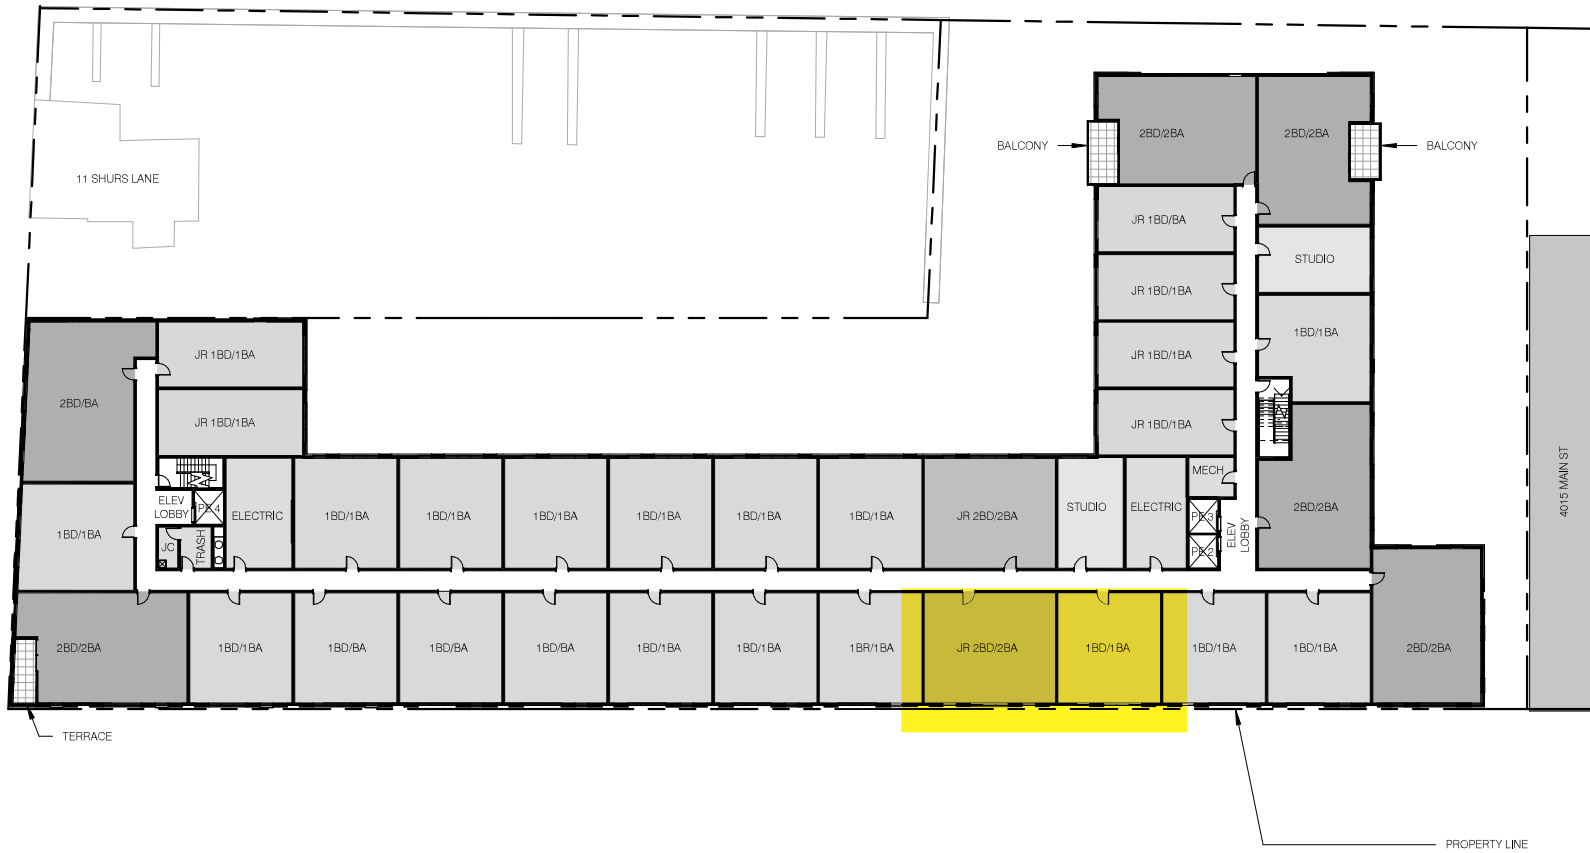 2BD/2BA
2BD/2BA
BALCONY
BALCONY
11 SHURS LANE
JR 1BD/BA
STUDIO
JR 1BD/1BA
1BD/1BA
JR 1BD/1BA
JR 1BD/1BA
2BD/BA
JR 1BD/1BA
JR 1BD/1BA
MECH
4015 MAIN ST
ELEV
LOBBY
PE 4
ELECTRIC
1BD/1BA
1BD/1BA
1BD/1BA
1BD/1BA
1BD/1BA
1BD/1BA
JR 2BD/2BA
STUDIO
ELECTRIC
PE 3
PE 2
ELEV
LOBBY
2BD/2BA
1BD/1BA
JC
TRASH
2BD/2BA
1BD/1BA
1BD/BA
1BD/BA
1BD/BA
1BD/1BA
1BD/1BA
1BR/1BA
JR 2BD/2BA
1BD/1BA
1BD/1BA
1BD/1BA
2BD/2BA
TERRACE
PROPERTY LINE